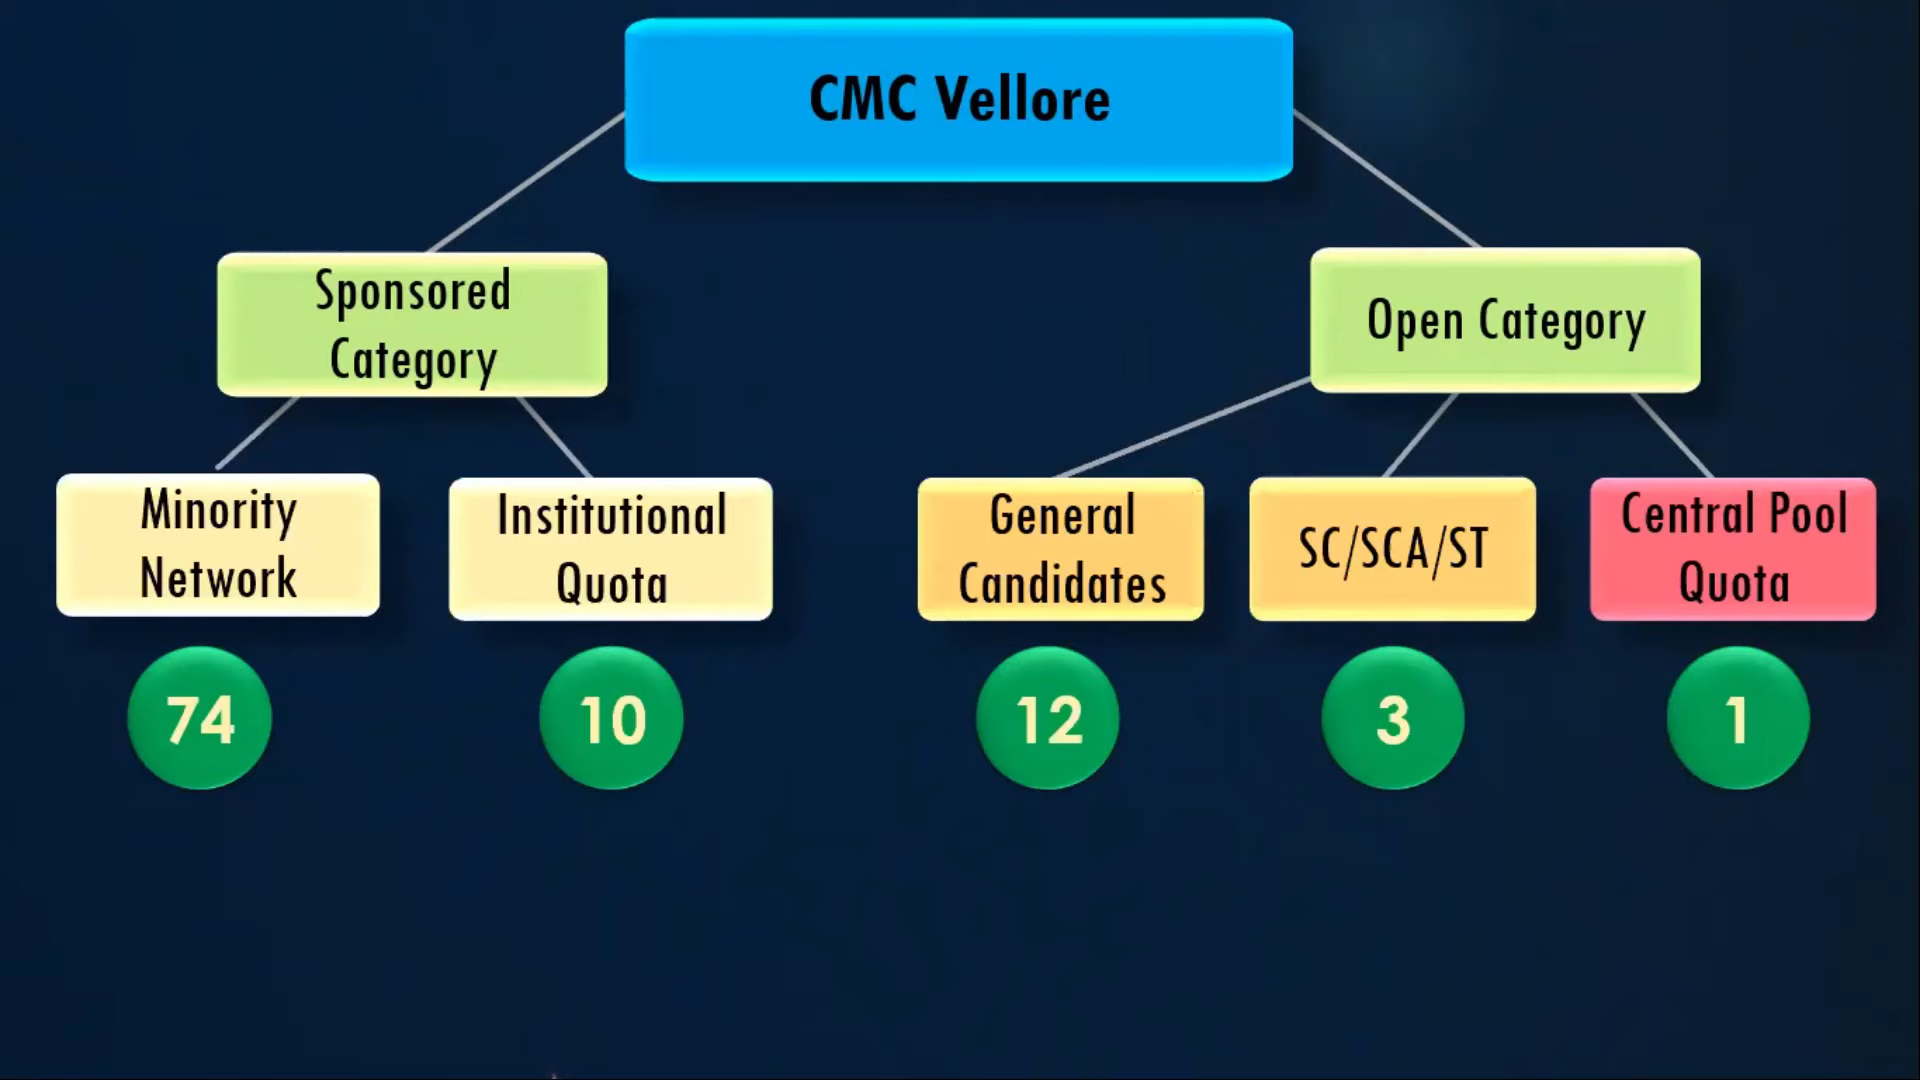 CMC Vellore
Sponsored
Category
Open Category
Minority
Network
Institutional
Quota
General
Candidates
SC/SCA/ST
Central Pool
Quota
74
10
12
3
1